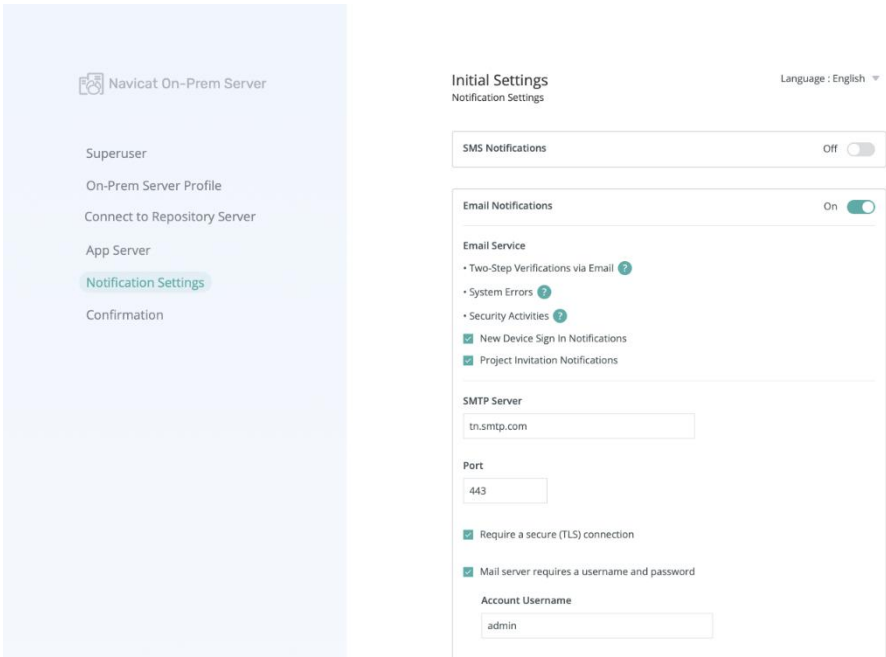 Navicat On-Prem Server
Superuser
On-Prem Server Profile
Connect to Repository Server
App Server
Notification Settings
Confirmation
Initial Settings
Language : English
Notification Settings
SMS Notifications
Off
Email Notifications
On
Email Service
• Two-Step Verifications via Email ?
• System Errors ?
• Security Activities ?
New Device Sign In Notifications
Project Invitation Notifications
SMTP Server
tn.smtp.com
Port
443
Require a secure (TLS) connection
Mail server requires a username and password
Account Username
admin